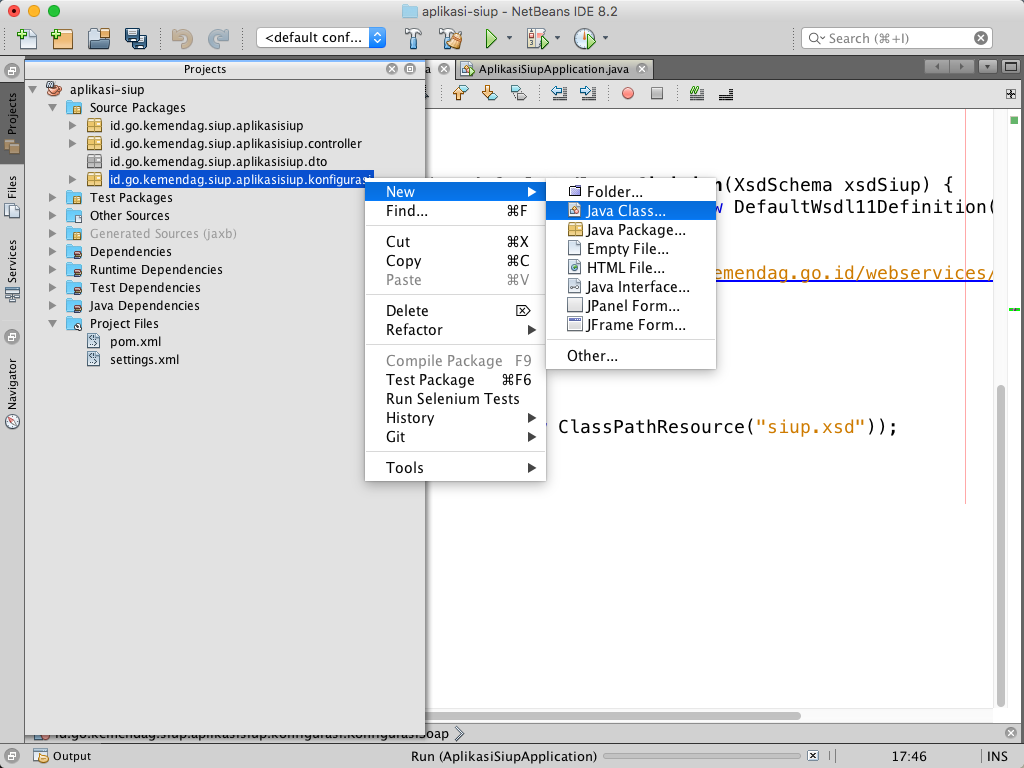 aplikasi-siup - NetBeans IDE 8.2
<default conf...
Search (⌘+I)
Projects
a
AplikasiSiupApplication.java
Projects
Files
Services
Navigator
aplikasi-siup
Source Packages
id.go.kemendag.siup.aplikasisiup
id.go.kemendag.siup.aplikasisiup.controller
id.go.kemendag.siup.aplikasisiup.dto
id.go.kemendag.siup.aplikasisiup.konfigurasi
Test Packages
Other Sources
Generated Sources (jaxb)
Dependencies
Runtime Dependencies
Test Dependencies
Java Dependencies
Project Files
pom.xml
settings.xml
New
Find... ⌘F
Cut ⌘X
Copy ⌘C
Paste ⌘V
Delete ⌦
Refactor
Compile Package F9
Test Package ⌘F6
Run Selenium Tests
History
Git
Tools
Folder...
Java Class...
Java Package...
Empty File...
HTML File...
Java Interface...
JPanel Form...
JFrame Form...
Other...
(XsdSchema xsdSiup) {
DefaultWsdl11Definition(
emendag.go.id/webservices/
ClassPathResource("siup.xsd"));
id.go.kemendag.siup.aplikasisiup.konfigurasi.KonfigurasiSoap
Output
Run (AplikasiSiupApplication)
17:46
INS